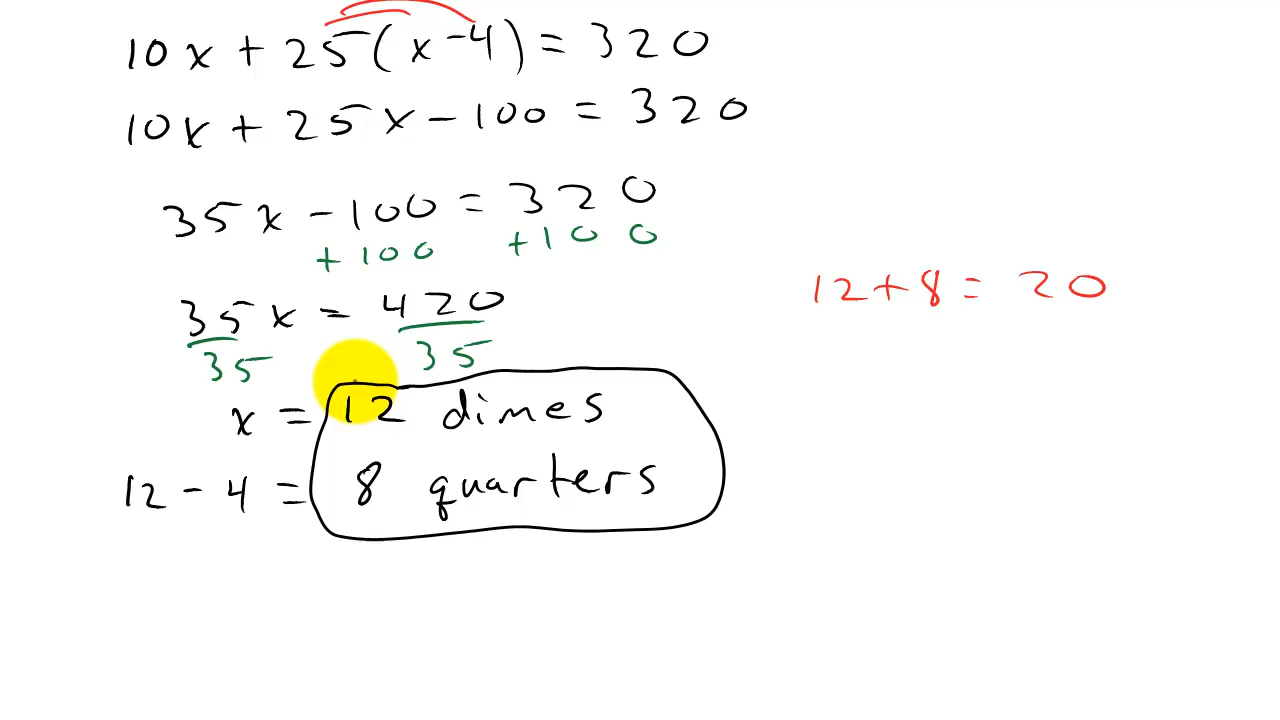 10x + 25(x - 4) = 320
10x + 25x - 100 = 320
35x - 100 = 320
+100 +100
35x = 420
35 35
12 + 8 = 20
x = 12 dimes
12 - 4 = 8 quarters